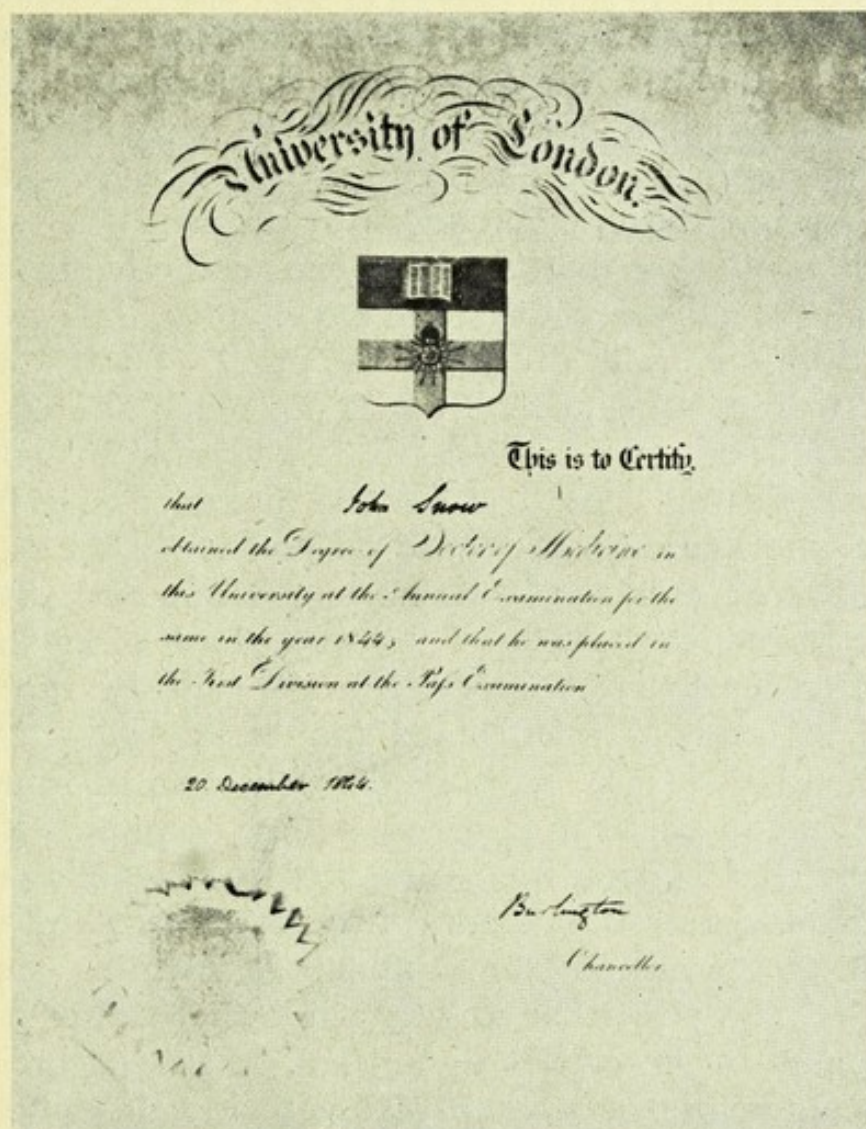 University of London.
This is to Certify,
that John Snow
obtained the Degree of Doctor of Medicine in
this University at the Annual Examination for the
same in the year 1844; and that he was placed in
the First Division at the Paſs Examination
20 December 1844.
Burlington
Chancellor